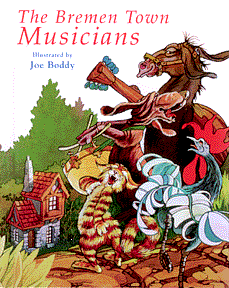 The Bremen Town
Musicians
Illustrated by
Joe Boddy